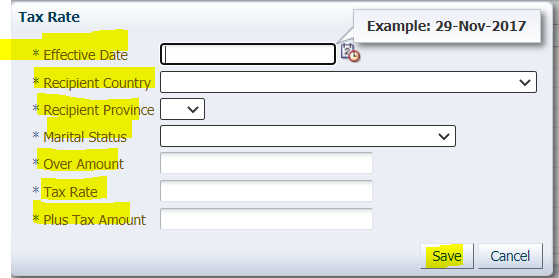 Tax Rate
Example: 29-Nov-2017
* Effective Date
* Recipient Country
* Recipient Province
* Marital Status
* Over Amount
* Tax Rate
* Plus Tax Amount
Save Cancel